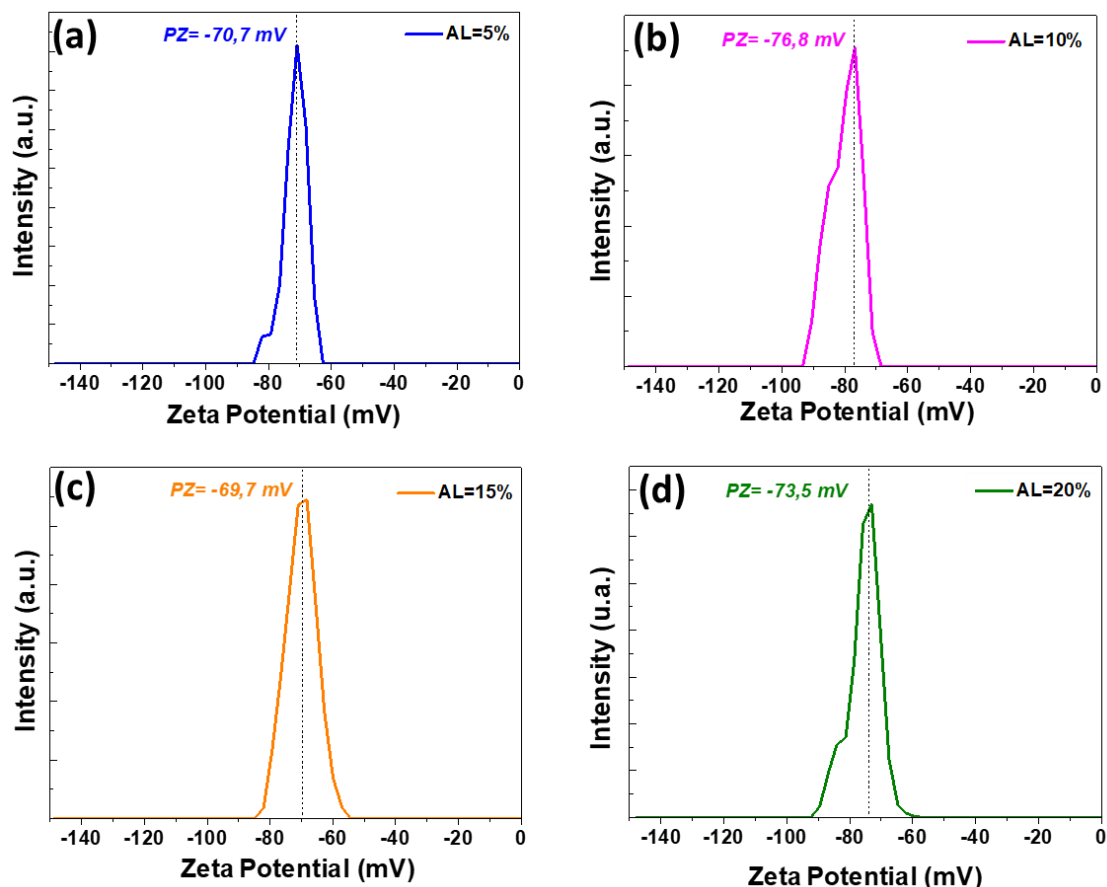 (a)
PZ= -70,7 mV
AL=5%
Intensity (a.u.)
-140 -120 -100 -80 -60 -40 -20 0
Zeta Potential (mV)
(b)
PZ= -76,8 mV
AL=10%
Intensity (a.u.)
-140 -120 -100 -80 -60 -40 -20 0
Zeta Potential (mV)
(c)
PZ= -69,7 mV
AL=15%
Intensity (a.u.)
-140 -120 -100 -80 -60 -40 -20 0
Zeta Potential (mV)
(d)
PZ= -73,5 mV
AL=20%
Intensity (u.a.)
-140 -120 -100 -80 -60 -40 -20 0
Zeta Potential (mV)